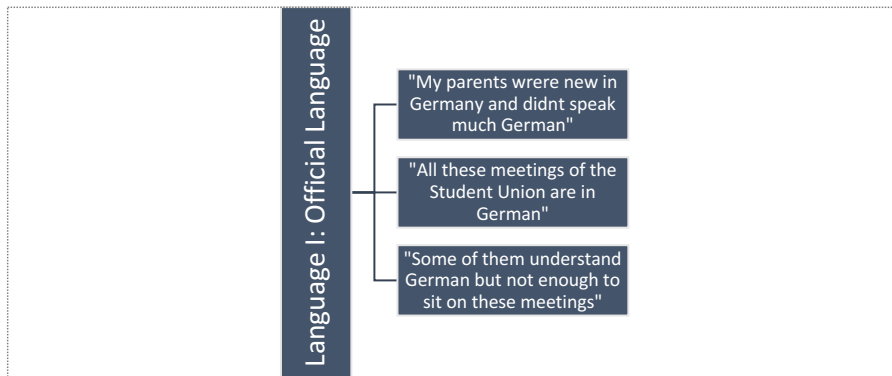 Language I: Official Language
"My parents wrere new in
Germany and didnt speak
much German"
"All these meetings of the
Student Union are in
German"
"Some of them understand
German but not enough to
sit on these meetings"